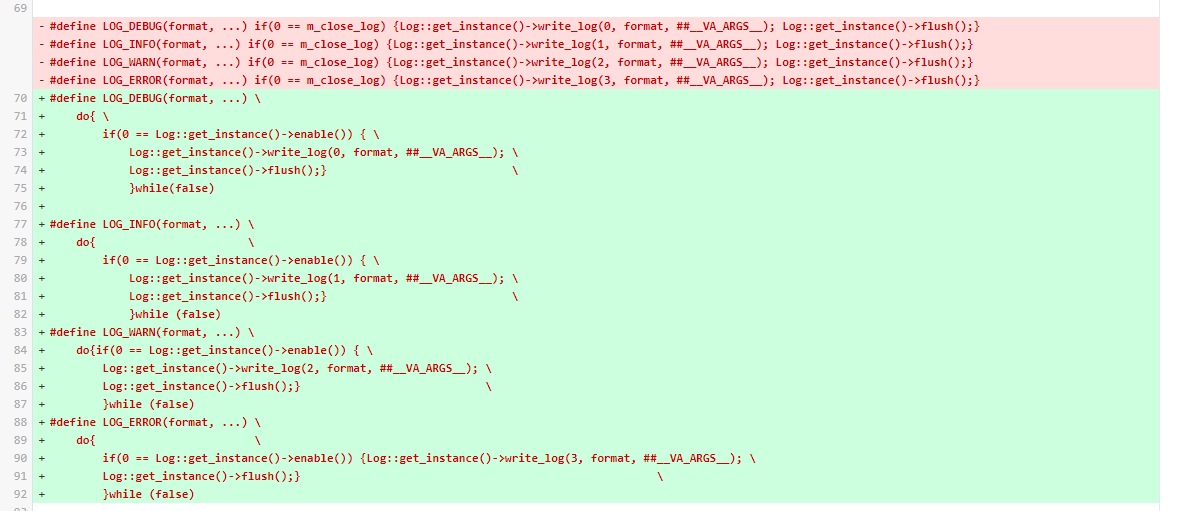 69
- #define LOG_DEBUG(format, ...) if(0 == m_close_log) {Log::get_instance()->write_log(0, format, ##__VA_ARGS__); Log::get_instance()->flush();}
- #define LOG_INFO(format, ...) if(0 == m_close_log) {Log::get_instance()->write_log(1, format, ##__VA_ARGS__); Log::get_instance()->flush();}
- #define LOG_WARN(format, ...) if(0 == m_close_log) {Log::get_instance()->write_log(2, format, ##__VA_ARGS__); Log::get_instance()->flush();}
- #define LOG_ERROR(format, ...) if(0 == m_close_log) {Log::get_instance()->write_log(3, format, ##__VA_ARGS__); Log::get_instance()->flush();}
70 + #define LOG_DEBUG(format, ...) \
71 +     do{ \
72 +         if(0 == Log::get_instance()->enable()) { \
73 +             Log::get_instance()->write_log(0, format, ##__VA_ARGS__); \
74 +             Log::get_instance()->flush();}                            \
75 +             }while(false)
76 +
77 + #define LOG_INFO(format, ...) \
78 +     do{                       \
79 +         if(0 == Log::get_instance()->enable()) { \
80 +             Log::get_instance()->write_log(1, format, ##__VA_ARGS__); \
81 +             Log::get_instance()->flush();}                            \
82 +             }while (false)
83 + #define LOG_WARN(format, ...) \
84 +     do{if(0 == Log::get_instance()->enable()) { \
85 +         Log::get_instance()->write_log(2, format, ##__VA_ARGS__); \
86 +         Log::get_instance()->flush();}                            \
87 +         }while (false)
88 + #define LOG_ERROR(format, ...) \
89 +     do{                        \
90 +         if(0 == Log::get_instance()->enable()) {Log::get_instance()->write_log(3, format, ##__VA_ARGS__); \
91 +         Log::get_instance()->flush();}                                                      \
92 +         }while (false)